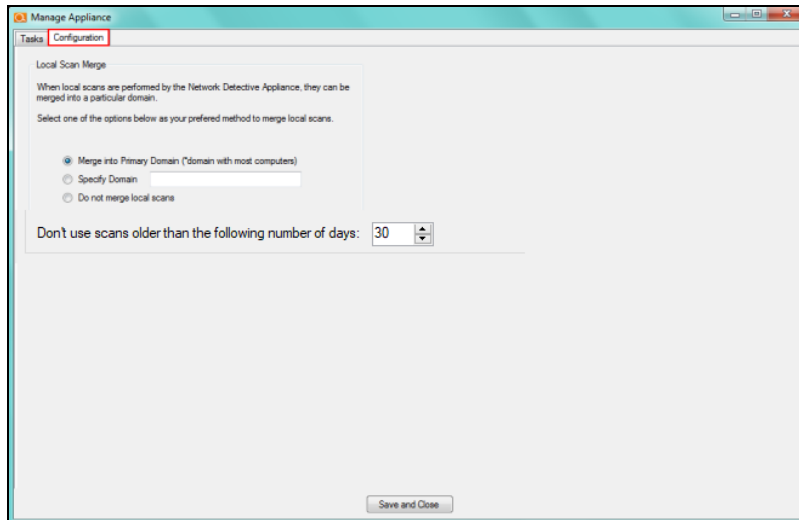 Manage Appliance
Tasks Configuration
Local Scan Merge
When local scans are performed by the Network Detective Appliance, they can be
merged into a particular domain.
Select one of the options below as your prefered method to merge local scans.
Merge into Primary Domain (*domain with most computers)
Specify Domain
Do not merge local scans
Don't use scans older than the following number of days: 30
Save and Close